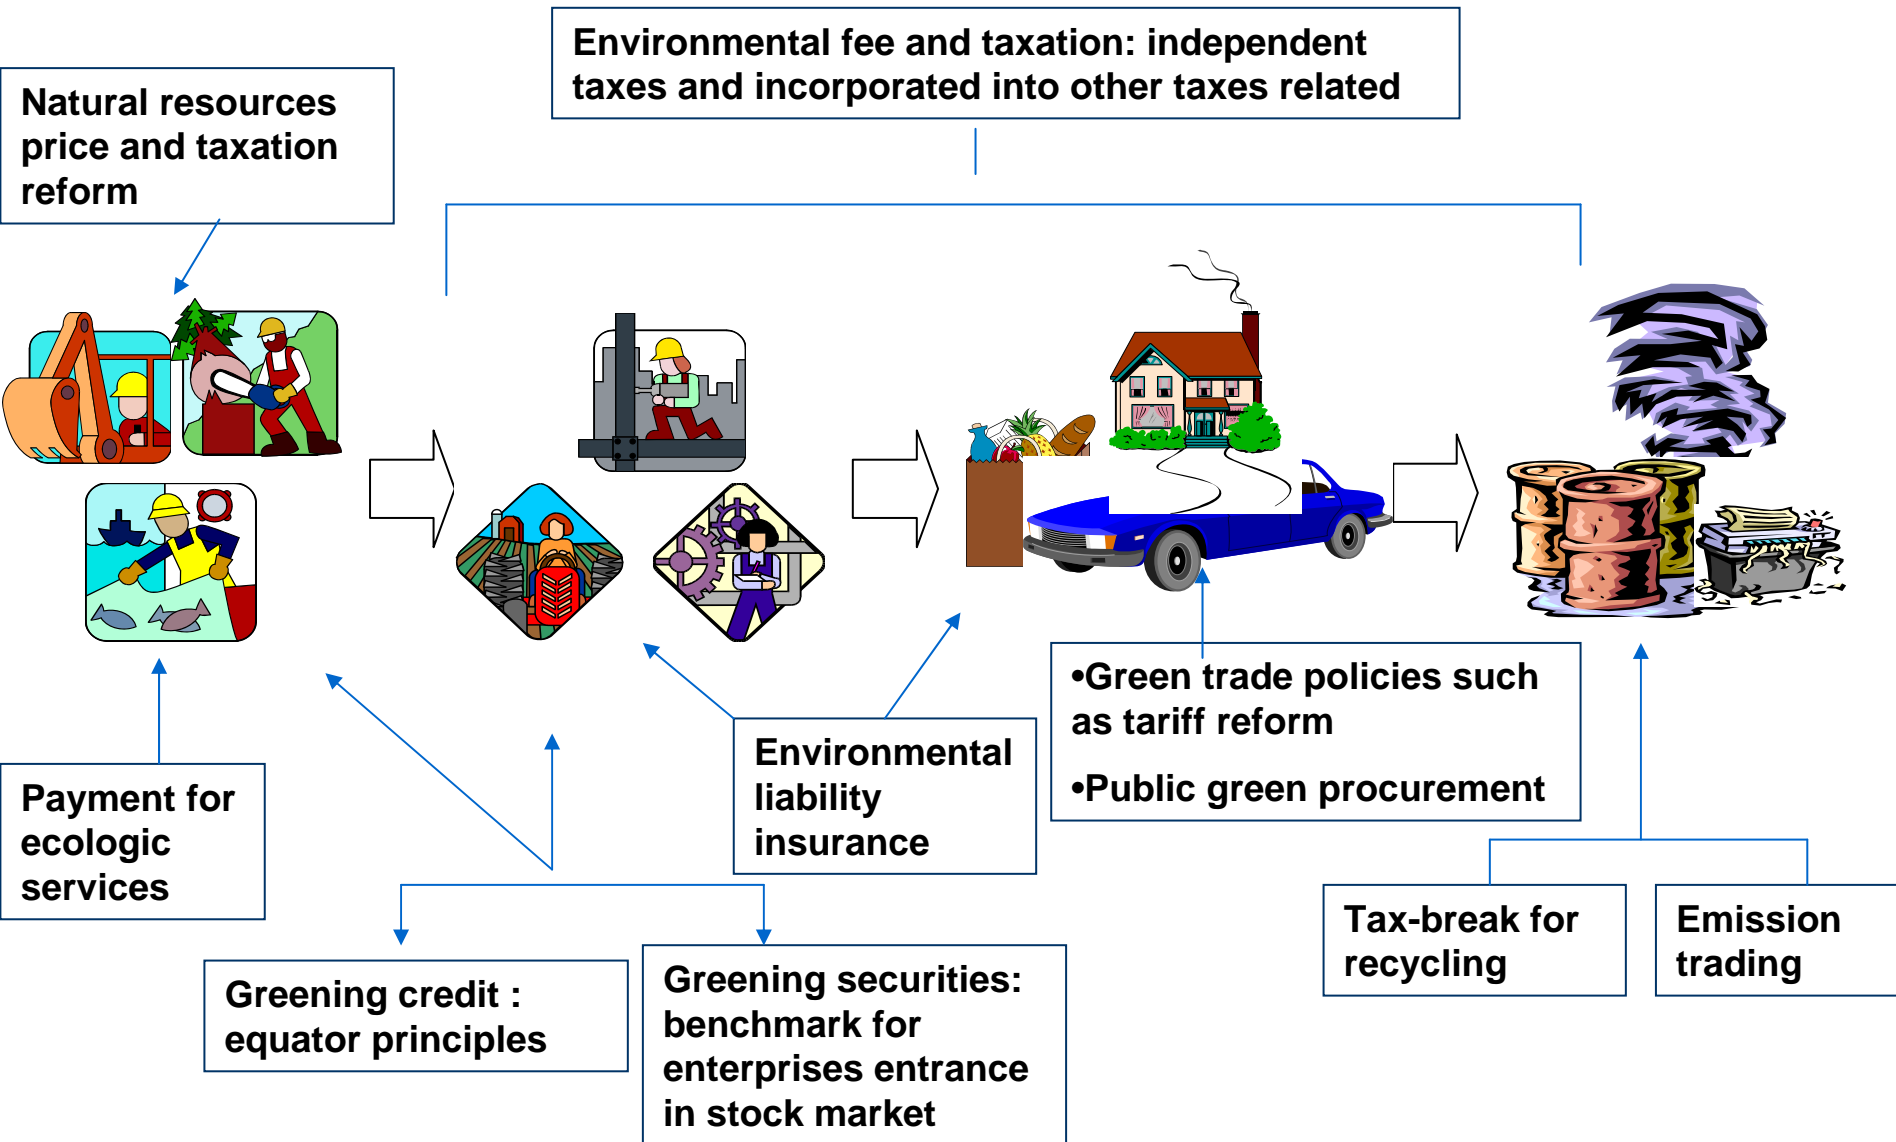 Environmental fee and taxation: independent
taxes and incorporated into other taxes related
Natural resources
price and taxation
reform
•Green trade policies such
as tariff reform
•Public green procurement
Environmental
liability
insurance
Payment for
ecologic
services
Tax-break for
recycling
Emission
trading
Greening credit :
equator principles
Greening securities:
benchmark for
enterprises entrance
in stock market